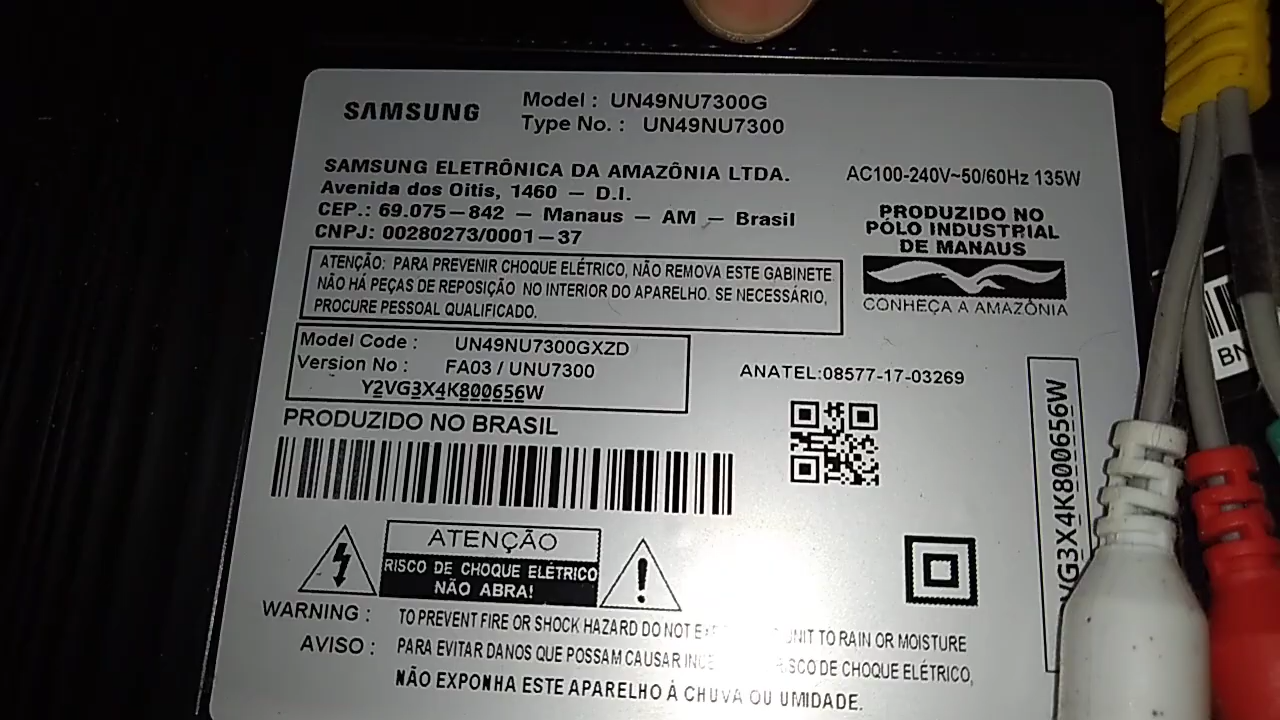 SAMSUNG
Model : UN49NU7300G
Type No. : UN49NU7300
SAMSUNG ELETRÔNICA DA AMAZÔNIA LTDA.
Avenida dos Oitis, 1460 – D.I.
CEP.: 69.075–842 – Manaus – AM – Brasil
CNPJ: 00280273/0001–37
AC100-240V~50/60Hz 135W
PRODUZIDO NO
PÓLO INDUSTRIAL
DE MANAUS
CONHEÇA A AMAZÔNIA
ATENÇÃO: PARA PREVENIR CHOQUE ELÉTRICO, NÃO REMOVA ESTE GABINETE
NÃO HÁ PEÇAS DE REPOSIÇÃO NO INTERIOR DO APARELHO. SE NECESSÁRIO,
PROCURE PESSOAL QUALIFICADO.
Model Code : UN49NU7300GXZD
Version No : FA03 / UNU7300
Y2VG3X4K800656W
ANATEL:08577-17-03269
PRODUZIDO NO BRASIL
ATENÇÃO
RISCO DE CHOQUE ELÉTRICO
NÃO ABRA!
WARNING : TO PREVENT FIRE OR SHOCK HAZARD DO NOT UNIT TO RAIN OR MOISTURE
AVISO : PARA EVITAR DANOS QUE POSSAM CAUSAR RISCO DE CHOQUE ELÉTRICO,
NÃO EXPONHA ESTE APARELHO À CHUVA OU UMIDADE.
VG3X4K800656W
BN